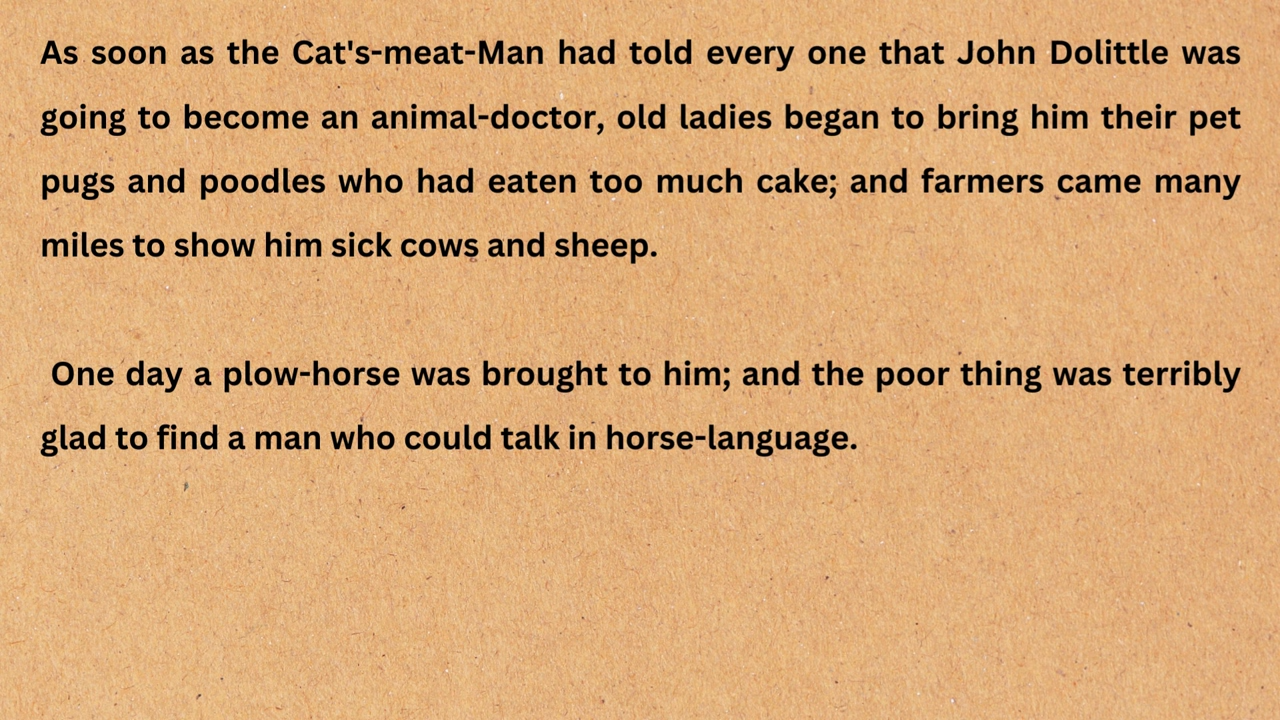 As soon as the Cat's-meat-Man had told every one that John Dolittle was
going to become an animal-doctor, old ladies began to bring him their pet
pugs and poodles who had eaten too much cake; and farmers came many
miles to show him sick cows and sheep.
One day a plow-horse was brought to him; and the poor thing was terribly
glad to find a man who could talk in horse-language.